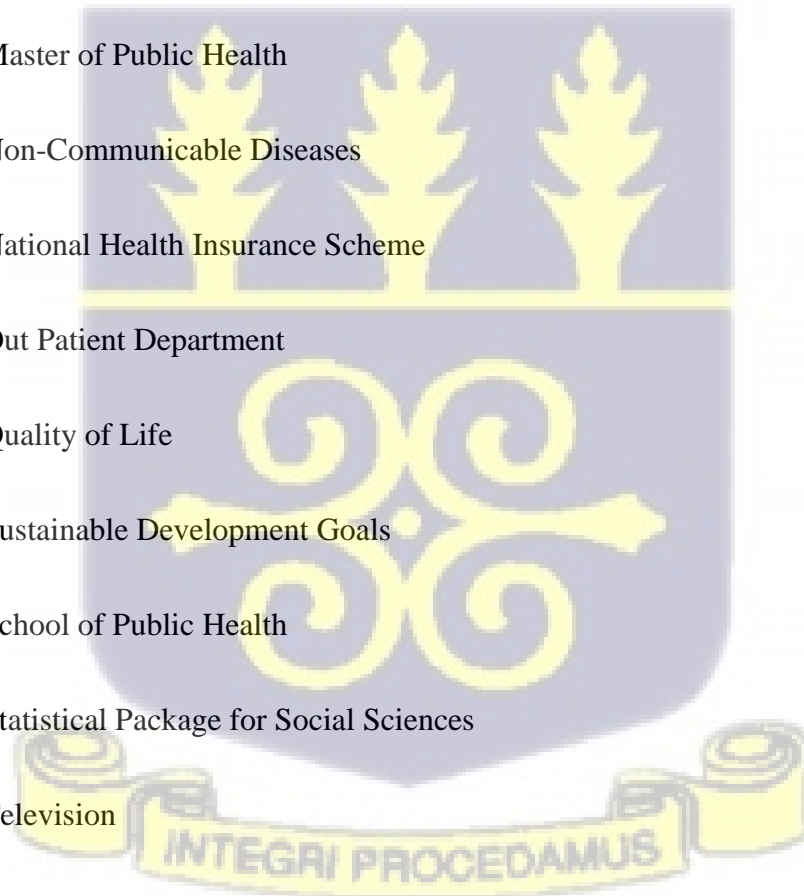 Master of Public Health
Non-Communicable Diseases
National Health Insurance Scheme
Out Patient Department
Quality of Life
Sustainable Development Goals
School of Public Health
Statistical Package for Social Sciences
Television
INTEGRI PROCEDAMUS